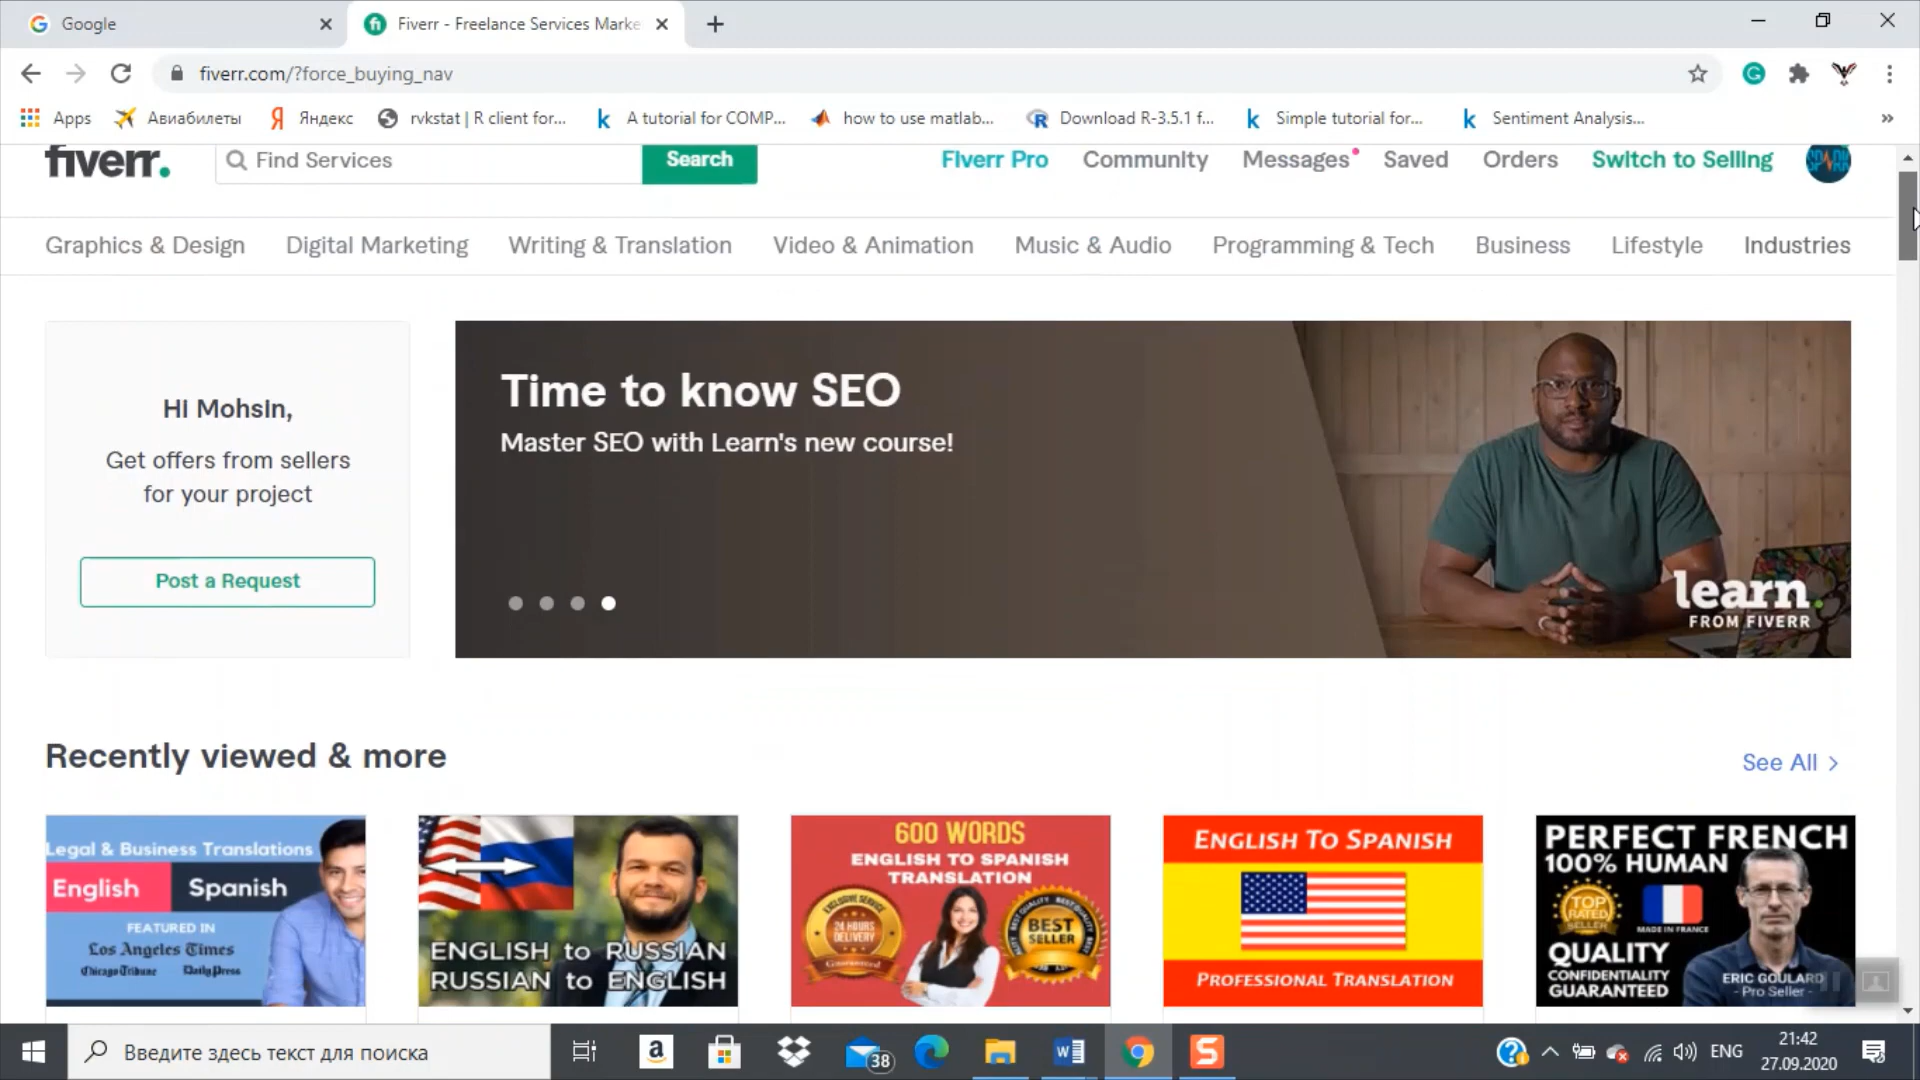 Google
Fiverr - Freelance Services Marke
fiverr.com/?force_buying_nav
Apps
Авиабилеты
Яндекс
rvkstat | R client for...
A tutorial for COMP...
how to use matlab...
Download R-3.5.1 f...
Simple tutorial for...
Sentiment Analysis...
fiverr.
Find Services
Search
Fiverr Pro
Community
Messages
Saved
Orders
Switch to Selling
Graphics & Design
Digital Marketing
Writing & Translation
Video & Animation
Music & Audio
Programming & Tech
Business
Lifestyle
Industries
Hi Mohsin,
Get offers from sellers
for your project
Post a Request
Time to know SEO
Master SEO with Learn's new course!
learn.
FROM FIVERR
Recently viewed & more
See All
Legal & Business Translations
English
Spanish
FEATURED IN
Los Angeles Times
Chicago Tribune
Daily Press
ENGLISH to RUSSIAN
RUSSIAN to ENGLISH
600 WORDS
ENGLISH TO SPANISH
TRANSLATION
EXCLUSIVE SERVICE
24 HOURS
DELIVERY
Guaranteed
BEST
SELLER
ENGLISH TO SPANISH
PROFESSIONAL TRANSLATION
PERFECT FRENCH
100% HUMAN
TOP
RATED
SELLER
MADE IN FRANCE
QUALITY
CONFIDENTIALITY
GUARANTEED
ERIC GOULARD
- Pro Seller -
Введите здесь текст для поиска
38
ENG
21:42
27.09.2020